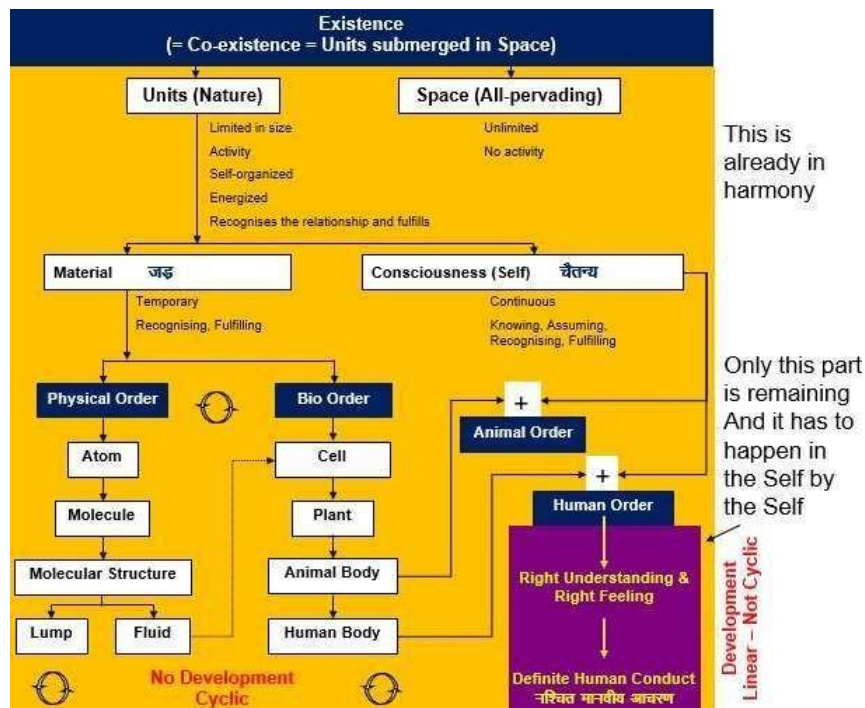 Existence
(= Co-existence = Units submerged in Space)
Units (Nature)
Space (All-pervading)
Limited in size
Activity
Self-organized
Energized
Recognises the relationship and fulfills
Unlimited
No activity
This is
already in
harmony
Material जड़
Consciousness (Self) चैतन्य
Temporary
Recognising, Fulfilling
Continuous
Knowing, Assuming,
Recognising, Fulfilling
Only this part
is remaining
And it has to
happen in
the Self by
the Self
Physical Order
Bio Order
+
Animal Order
Atom
Cell
+
Human Order
Molecule
Plant
Molecular Structure
Animal Body
Right Understanding &
Right Feeling
Lump
Fluid
Human Body
No Development
Cyclic
Definite Human Conduct
नश्चित मानवीय आचरण
Development
Linear – Not Cyclic